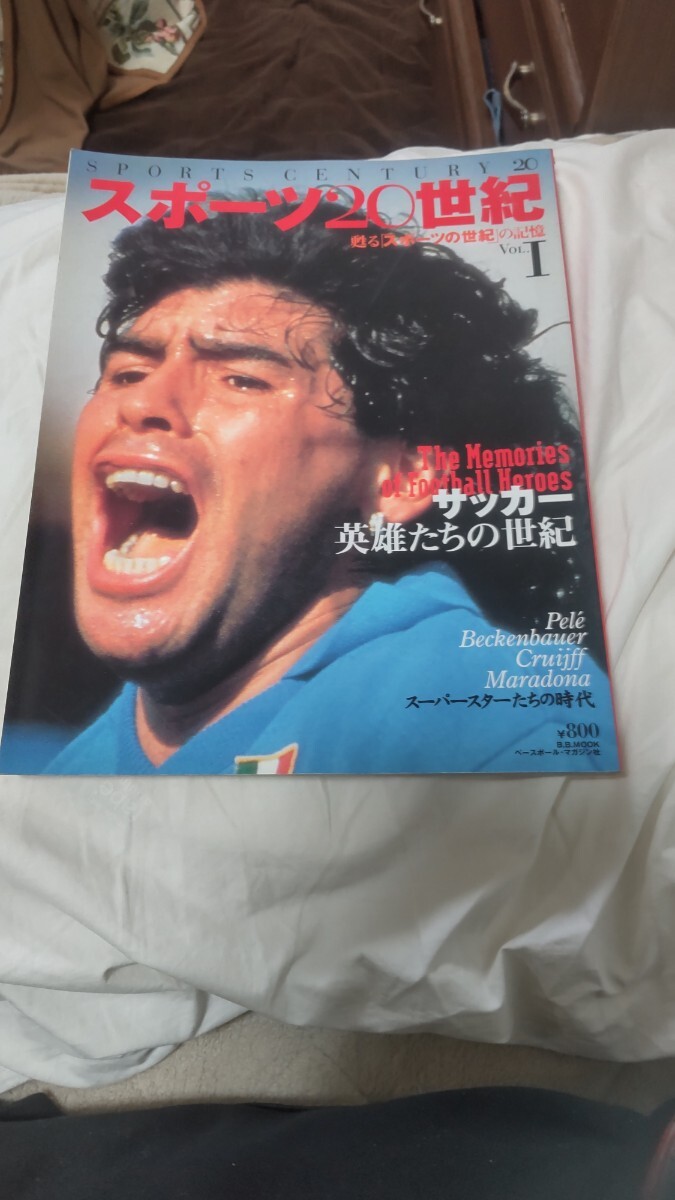 SPORTS CENTURY 20
スポーツ20世紀
甦る「スポーツの世紀」の記憶
VOL.I
The Memories
of Football Heroes
サッカー
英雄たちの世紀
Pelé
Beckenbauer
Cruijff
Maradona
スーパースターたちの時代
¥800
B.B.MOOK
ベースボール・マガジン社